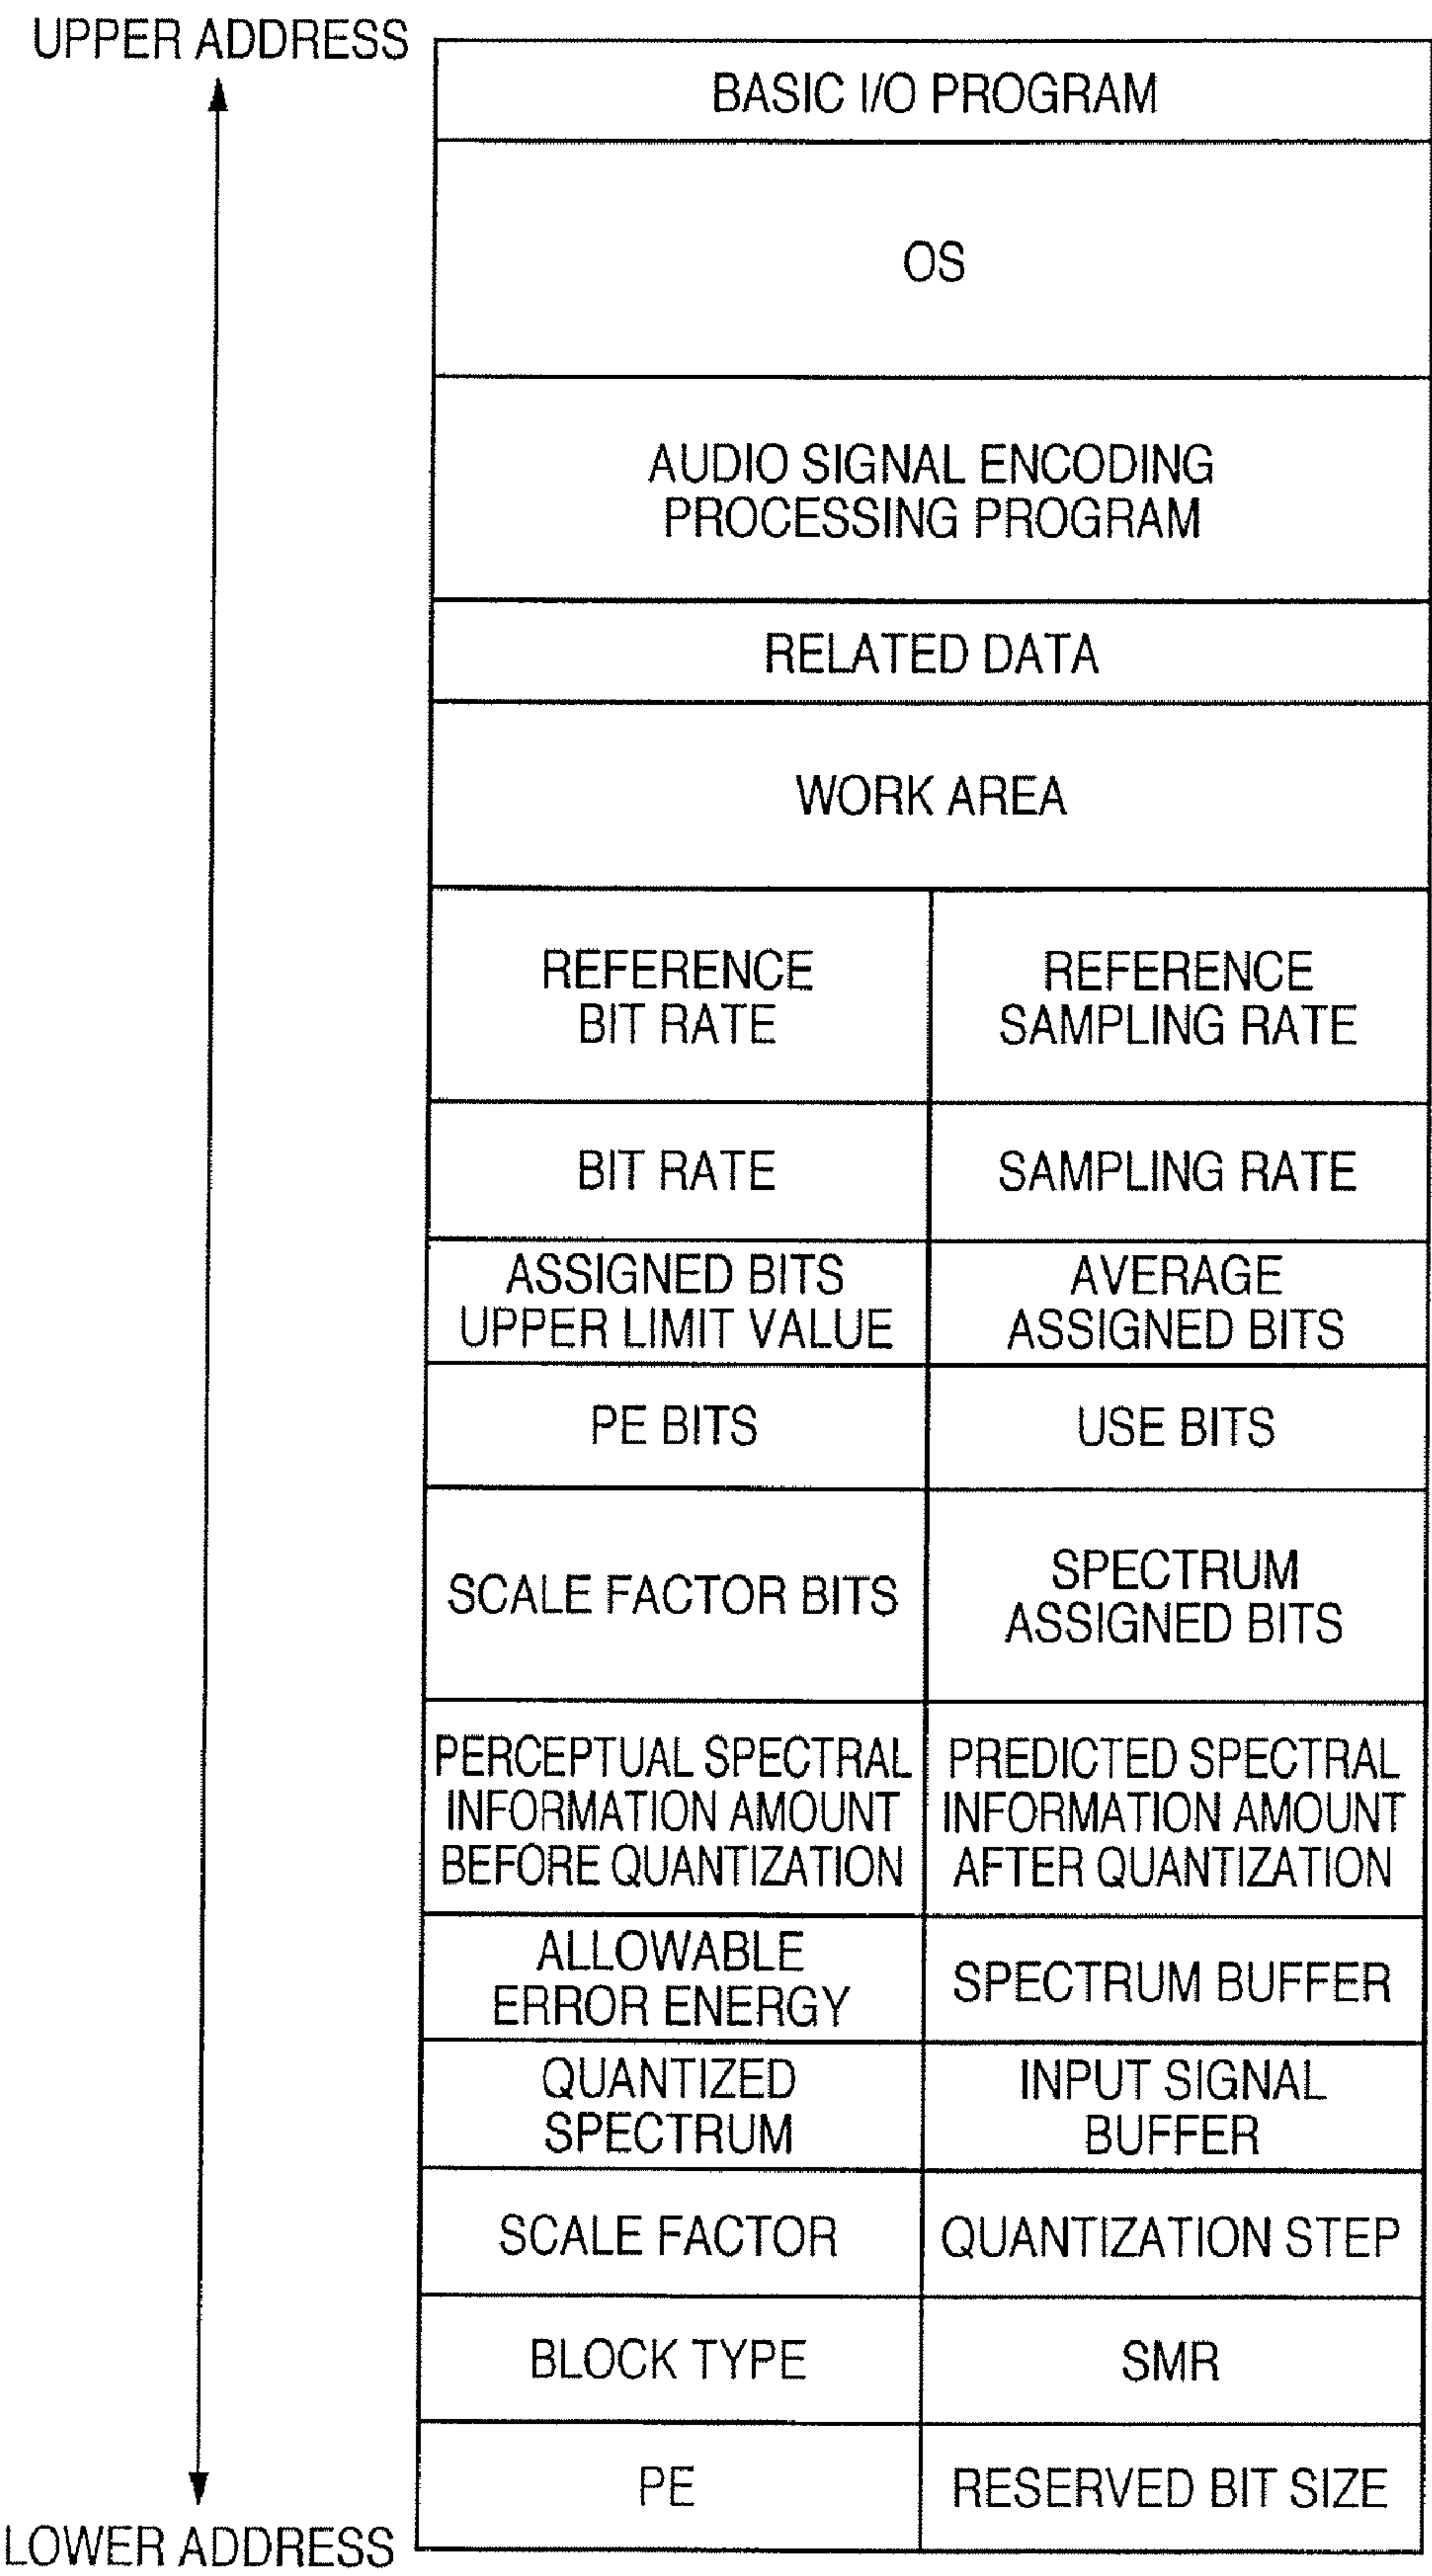 UPPER ADDRESS
BASIC I/O PROGRAM
OS
AUDIO SIGNAL ENCODING
PROCESSING PROGRAM
RELATED DATA
WORK AREA
REFERENCE
BIT RATE
REFERENCE
SAMPLING RATE
BIT RATE
SAMPLING RATE
ASSIGNED BITS
UPPER LIMIT VALUE
AVERAGE
ASSIGNED BITS
PE BITS
USE BITS
SCALE FACTOR BITS
SPECTRUM
ASSIGNED BITS
PERCEPTUAL SPECTRAL
INFORMATION AMOUNT
BEFORE QUANTIZATION
PREDICTED SPECTRAL
INFORMATION AMOUNT
AFTER QUANTIZATION
ALLOWABLE
ERROR ENERGY
SPECTRUM BUFFER
QUANTIZED
SPECTRUM
INPUT SIGNAL
BUFFER
SCALE FACTOR
QUANTIZATION STEP
BLOCK TYPE
SMR
PE
RESERVED BIT SIZE
LOWER ADDRESS